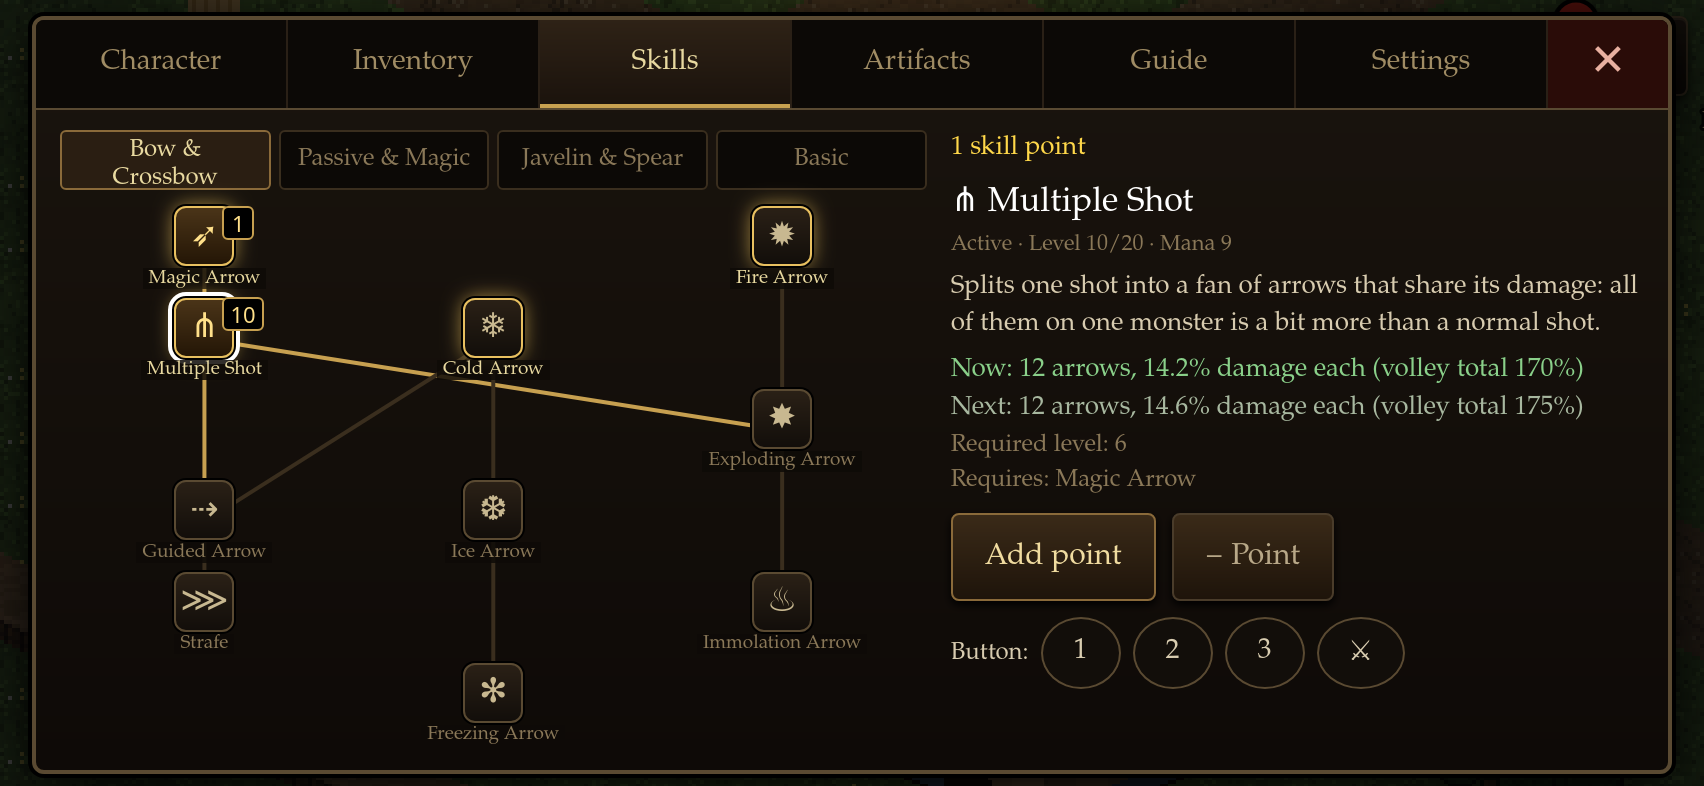 Character
Inventory
Skills
Artifacts
Guide
Settings
✕
Bow &
Crossbow
Passive & Magic
Javelin & Spear
Basic
1
Magic Arrow
Fire Arrow
10
Multiple Shot
Cold Arrow
Exploding Arrow
Guided Arrow
Ice Arrow
Strafe
Immolation Arrow
Freezing Arrow
1 skill point
Multiple Shot
Active · Level 10/20 · Mana 9
Splits one shot into a fan of arrows that share its damage: all
of them on one monster is a bit more than a normal shot.
Now: 12 arrows, 14.2% damage each (volley total 170%)
Next: 12 arrows, 14.6% damage each (volley total 175%)
Required level: 6
Requires: Magic Arrow
Add point
– Point
Button: 1 2 3 ⚔